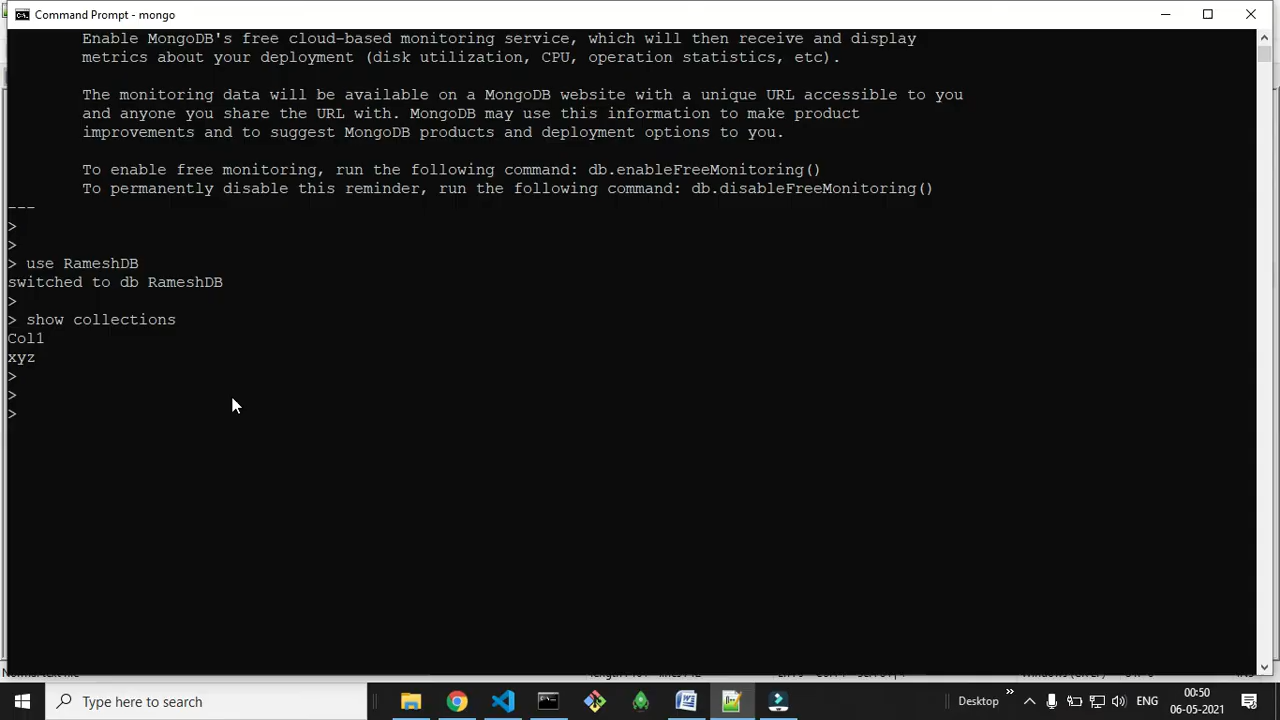 Command Prompt - mongo
Enable MongoDB's free cloud-based monitoring service, which will then receive and display
metrics about your deployment (disk utilization, CPU, operation statistics, etc).
The monitoring data will be available on a MongoDB website with a unique URL accessible to you
and anyone you share the URL with. MongoDB may use this information to make product
improvements and to suggest MongoDB products and deployment options to you.
To enable free monitoring, run the following command: db.enableFreeMonitoring()
To permanently disable this reminder, run the following command: db.disableFreeMonitoring()
---
>
>
> use RameshDB
switched to db RameshDB
>
> show collections
Col1
xyz
>
>
>
Type here to search
Desktop
ENG
00:50
06-05-2021